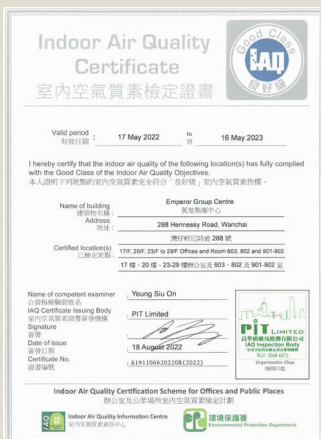 Indoor Air Quality
Certificate
室內空氣質素檢定證書
Good Class
IAQ
良好級
Valid period : 17 May 2022 to 16 May 2023
有效日期 到
I hereby certify that the indoor air quality of the following location(s) has fully complied
with the Good Class of the Indoor Air Quality Objectives.
本人證明下列地點的室內空氣質素完全符合「良好級」室內空氣質素指標。
Name of building : Emperor Group Centre
建築物名稱 英皇集團中心
Address : 288 Hennessy Road, Wanchai
地址 灣仔軒尼詩道 288 號
Certified location(s) : 17/F, 20/F, 23/F to 29/F Offices and Room 603, 802 and 901-902
已檢定地點 17 樓、20 樓、23-29 樓辦公室及 603、802 及 901-902 室
Name of competent examiner : Yeung Siu On
合資格檢驗師姓名
IAQ Certificate Issuing Body : PIT Limited
室內空氣質素證書簽發機構
Signature
簽署
Date of issue : 18 August 2022
簽發日期
Certificate No. : 61911066202208(2022)
證書編號
PIT LIMITED
IAQ Inspection Body
Organisation Chop
機構印鑑
Indoor Air Quality Certification Scheme for Offices and Public Places
辦公室及公眾場所室內空氣質素檢定計劃
IAQ
Indoor Air Quality Information Centre
室內空氣質素資訊中心
環境保護署
Environmental Protection Department